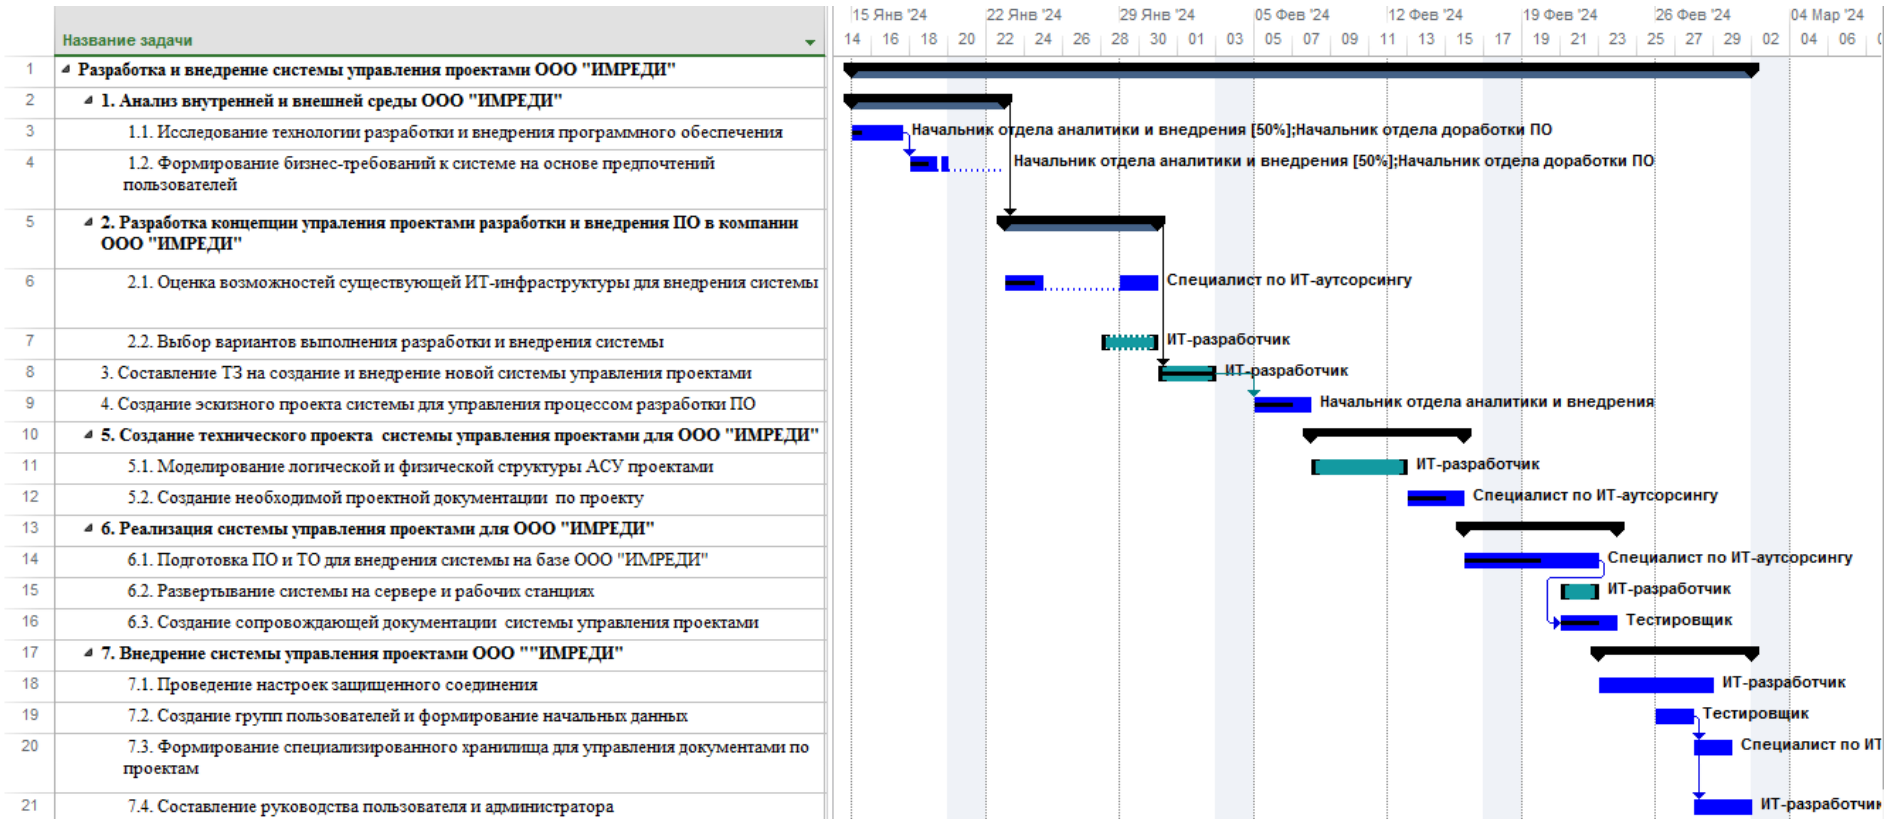 15 Янв '24 22 Янв '24 29 Янв '24 05 Фев '24 12 Фев '24 19 Фев '24 26 Фев '24 04 Мар '24
Название задачи
14 16 18 20 22 24 26 28 30 01 03 05 07 09 11 13 15 17 19 21 23 25 27 29 02 04 06
1 Разработка и внедрение системы управления проектами ООО "ИМРЕДИ"
2 1. Анализ внутренней и внешней среды ООО "ИМРЕДИ"
3 1.1. Исследование технологии разработки и внедрения программного обеспечения Начальник отдела аналитики и внедрения [50%];Начальник отдела доработки ПО
4 1.2. Формирование бизнес-требований к системе на основе предпочтений Начальник отдела аналитики и внедрения [50%];Начальник отдела доработки ПО
пользователей
5 2. Разработка концепции упраления проектами разработки и внедрения ПО в компании
ООО "ИМРЕДИ"
6 2.1. Оценка возможностей существующей ИТ-инфраструктуры для внедрения системы Специалист по ИТ-аутсорсингу
7 2.2. Выбор вариантов выполнения разработки и внедрения системы ИТ-разработчик
8 3. Составление ТЗ на создание и внедрение новой системы управления проектами ИТ-разработчик
9 4. Создание эскизного проекта системы для управления процессом разработки ПО Начальник отдела аналитики и внедрения
10 5. Создание технического проекта системы управления проектами для ООО "ИМРЕДИ"
11 5.1. Моделирование логической и физической структуры АСУ проектами ИТ-разработчик
12 5.2. Создание необходимой проектной документации по проекту Специалист по ИТ-аутсорсингу
13 6. Реализация системы управления проектами для ООО "ИМРЕДИ"
14 6.1. Подготовка ПО и ТО для внедрения системы на базе ООО "ИМРЕДИ" Специалист по ИТ-аутсорсингу
15 6.2. Развертывание системы на сервере и рабочих станциях ИТ-разработчик
16 6.3. Создание сопровождающей документации системы управления проектами Тестировщик
17 7. Внедрение системы управления проектами ООО ""ИМРЕДИ"
18 7.1. Проведение настроек защищенного соединения ИТ-разработчик
19 7.2. Создание групп пользователей и формирование начальных данных Тестировщик
20 7.3. Формирование специализированного хранилища для управления документами по Специалист по ИТ
проектам
21 7.4. Составление руководства пользователя и администратора ИТ-разработчик